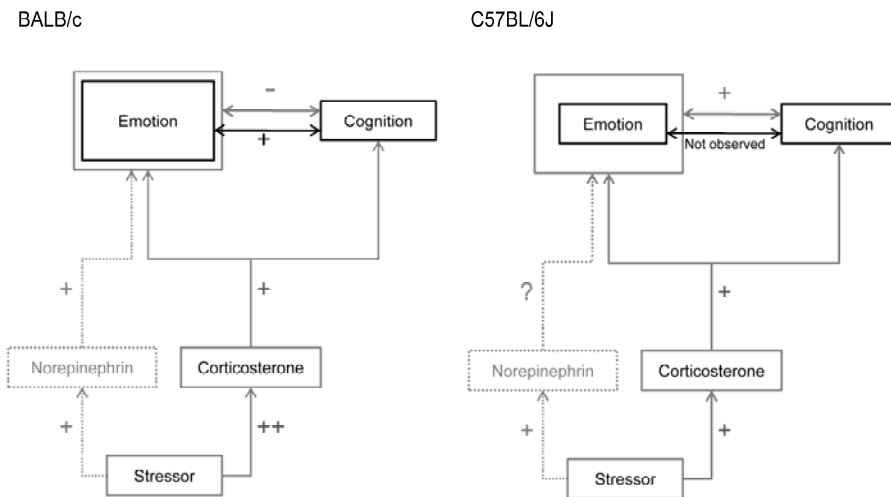 BALB/c
Emotion
-
+
Cognition
+
+
Norepinephrin
Corticosterone
+
++
Stressor
C57BL/6J
Emotion
+
Not observed
Cognition
?
+
Norepinephrin
Corticosterone
+
+
Stressor